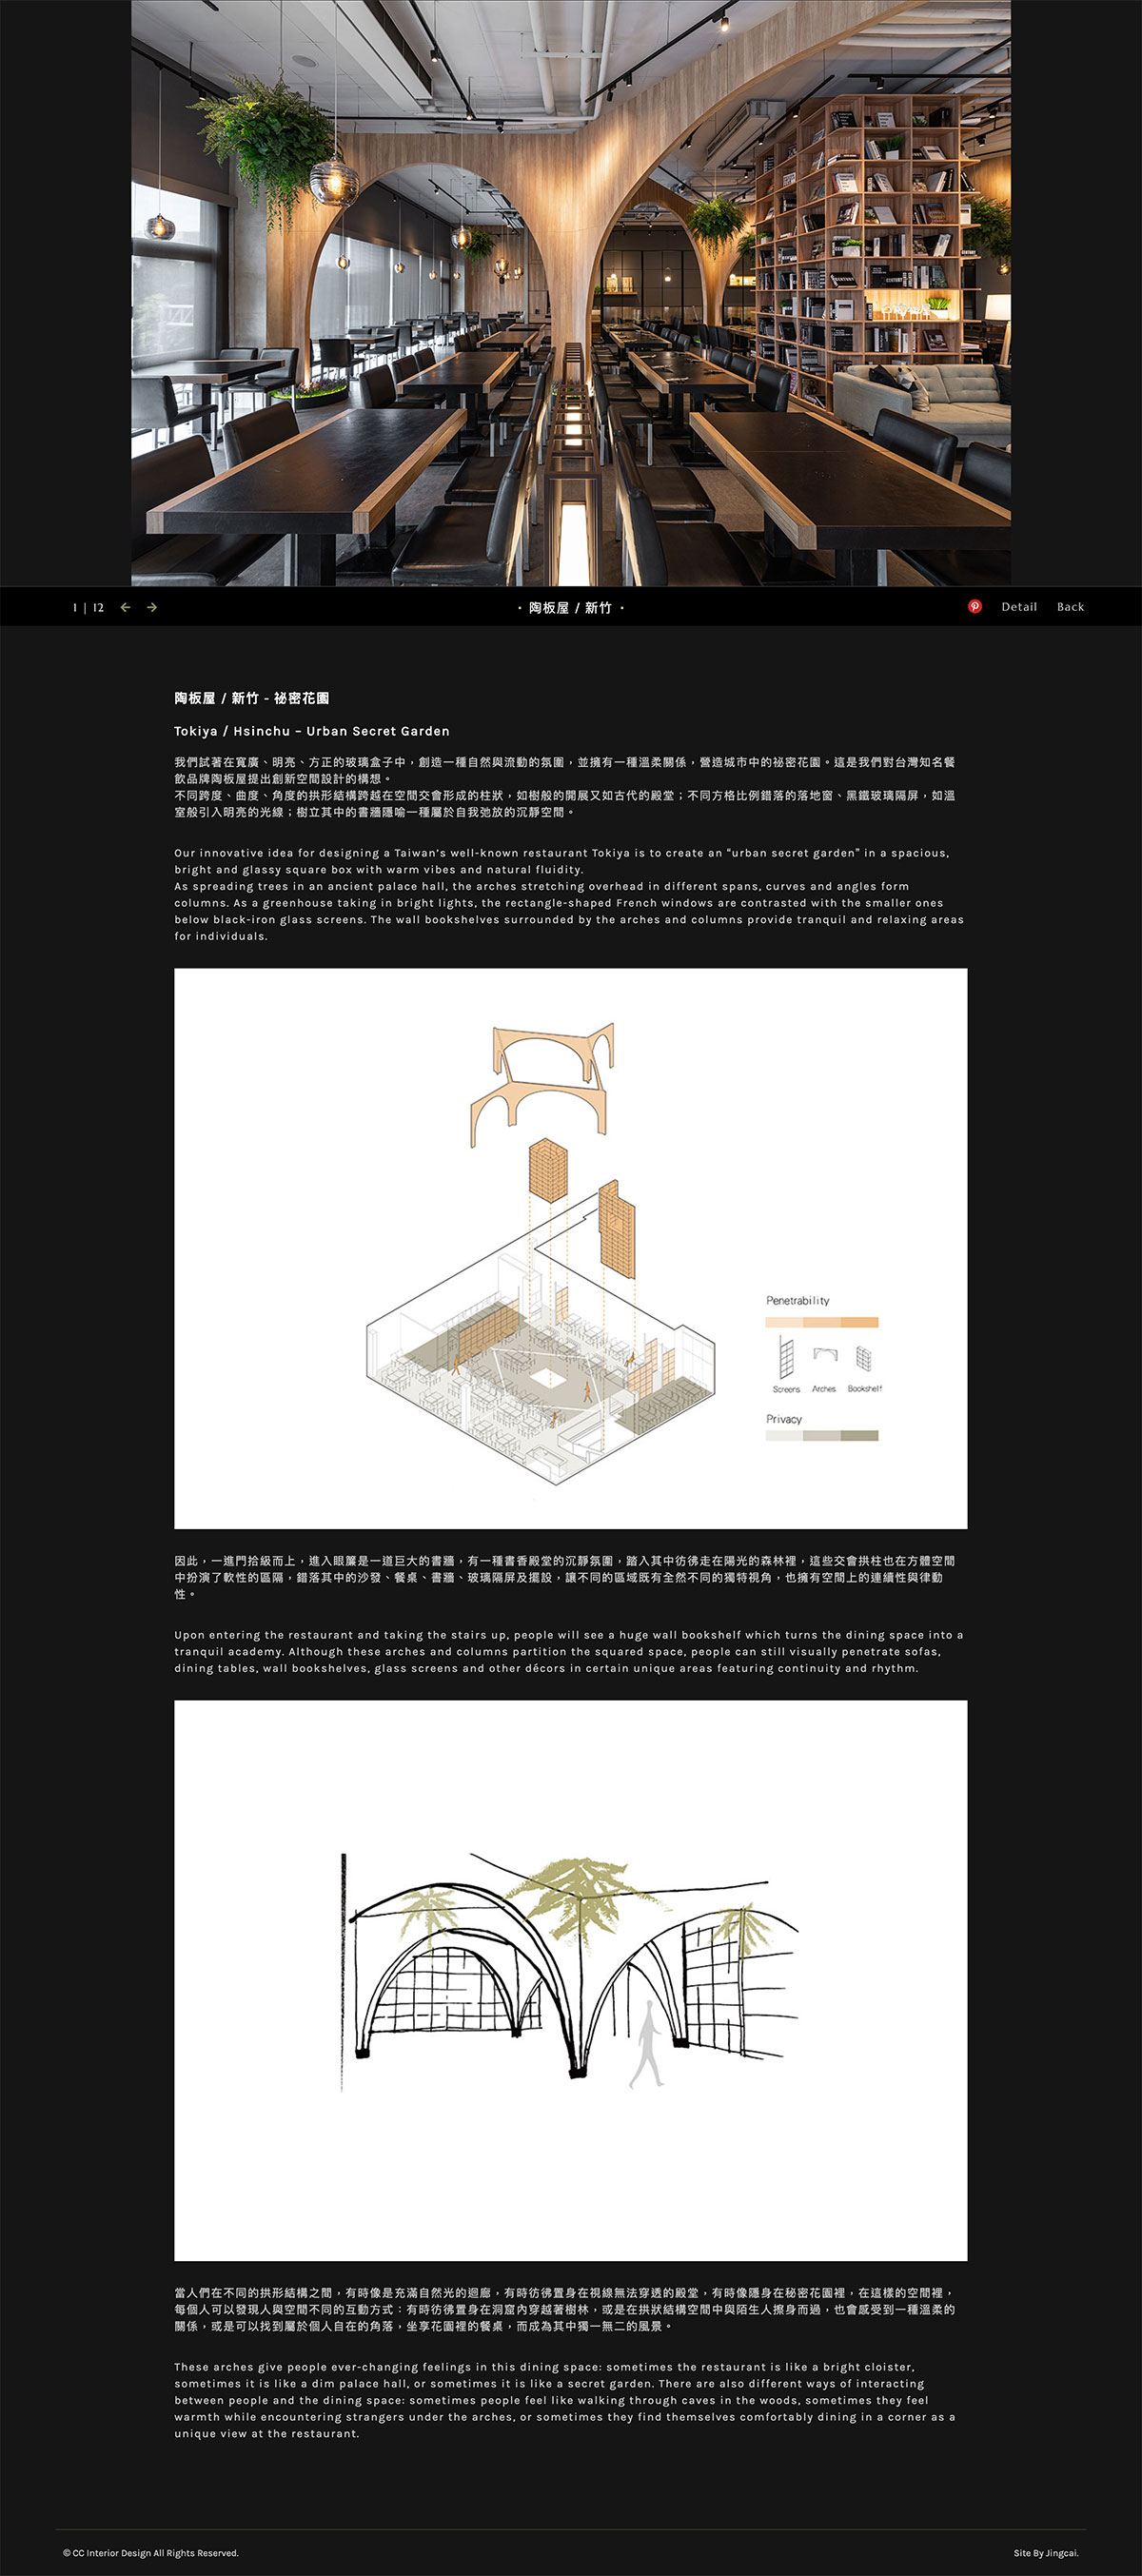 1 | 12
・陶板屋 / 新竹・
Detail
Back
陶板屋 / 新竹 - 祕密花園
Tokiya / Hsinchu – Urban Secret Garden
我們試著在寬廣、明亮、方正的玻璃盒子中，創造一種自然與流動的氛圍，並擁有一種溫柔關係，營造城市中的祕密花園。這是我們對台灣知名餐
飲品牌陶板屋提出創新空間設計的構想。
不同跨度、曲度、角度的拱形結構跨越在空間交會形成的柱狀，如樹般的開展又如古代的殿堂；不同方格比例錯落的落地窗、黑鐵玻璃隔屏，如溫
室般引入明亮的光線；樹立其中的書牆隱喻一種屬於自我弛放的沉靜空間。
Our innovative idea for designing a Taiwan’s well-known restaurant Tokiya is to create an “urban secret garden” in a spacious,
bright and glassy square box with warm vibes and natural fluidity.
As spreading trees in an ancient palace hall, the arches stretching overhead in different spans, curves and angles form
columns. As a greenhouse taking in bright lights, the rectangle-shaped French windows are contrasted with the smaller ones
below black-iron glass screens. The wall bookshelves surrounded by the arches and columns provide tranquil and relaxing areas
for individuals.
Penetrability
Screens Arches Bookshelf
Privacy
因此，一進門拾級而上，進入眼簾是一道巨大的書牆，有一種書香殿堂的沉靜氛圍，踏入其中彷彿走在陽光的森林裡，這些交會拱柱也在方體空間
中扮演了軟性的區隔，錯落其中的沙發、餐桌、書牆、玻璃隔屏及擺設，讓不同的區域既有全然不同的獨特視角，也擁有空間上的連續性與律動
性。
Upon entering the restaurant and taking the stairs up, people will see a huge wall bookshelf which turns the dining space into a
tranquil academy. Although these arches and columns partition the squared space, people can still visually penetrate sofas,
dining tables, wall bookshelves, glass screens and other décors in certain unique areas featuring continuity and rhythm.
當人們在不同的拱形結構之間，有時像是充滿自然光的迴廊，有時彷彿置身在視線無法穿透的殿堂，有時像隱身在秘密花園裡，在這樣的空間裡，
每個人可以發現人與空間不同的互動方式：有時彷彿置身在洞窟內穿越著樹林，或是在拱狀結構空間中與陌生人擦身而過，也會感受到一種溫柔的
關係，或是可以找到屬於個人自在的角落，坐享花園裡的餐桌，而成為其中獨一無二的風景。
These arches give people ever-changing feelings in this dining space: sometimes the restaurant is like a bright cloister,
sometimes it is like a dim palace hall, or sometimes it is like a secret garden. There are also different ways of interacting
between people and the dining space: sometimes people feel like walking through caves in the woods, sometimes they feel
warmth while encountering strangers under the arches, or sometimes they find themselves comfortably dining in a corner as a
unique view at the restaurant.
© CC Interior Design All Rights Reserved.
Site By Jingcai.